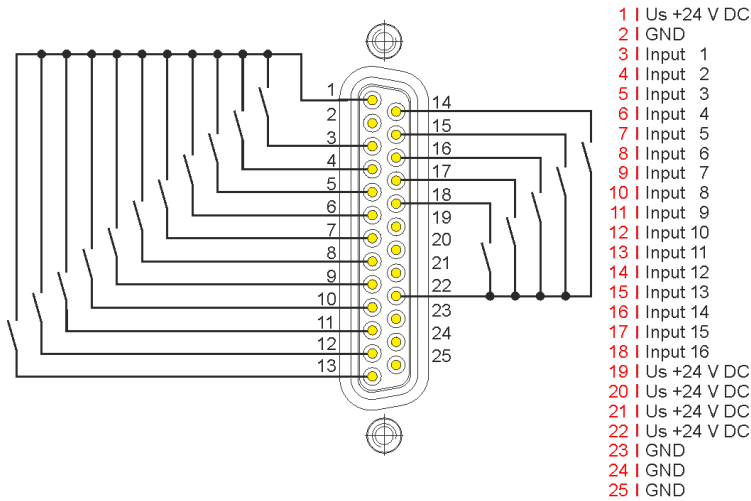 1
2
3
4
5
6
7
8
9
10
11
12
13
14
15
16
17
18
19
20
21
22
23
24
25
1 I Us +24 V DC
2 I GND
3 I Input 1
4 I Input 2
5 I Input 3
6 I Input 4
7 I Input 5
8 I Input 6
9 I Input 7
10 I Input 8
11 I Input 9
12 I Input 10
13 I Input 11
14 I Input 12
15 I Input 13
16 I Input 14
17 I Input 15
18 I Input 16
19 I Us +24 V DC
20 I Us +24 V DC
21 I Us +24 V DC
22 I Us +24 V DC
23 I GND
24 I GND
25 I GND